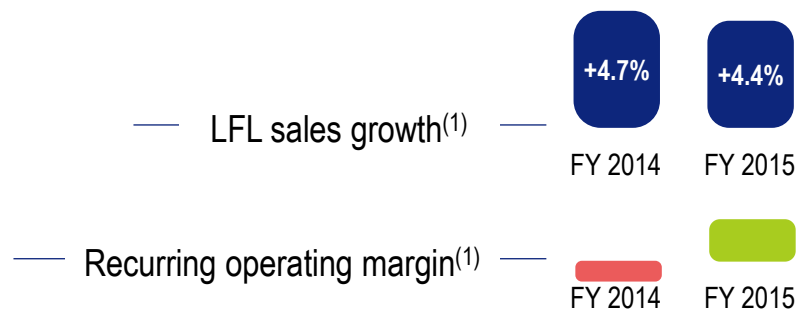 +4.7%
+4.4%
LFL sales growth(1)
FY 2014
FY 2015
Recurring operating margin(1)
FY 2014
FY 2015